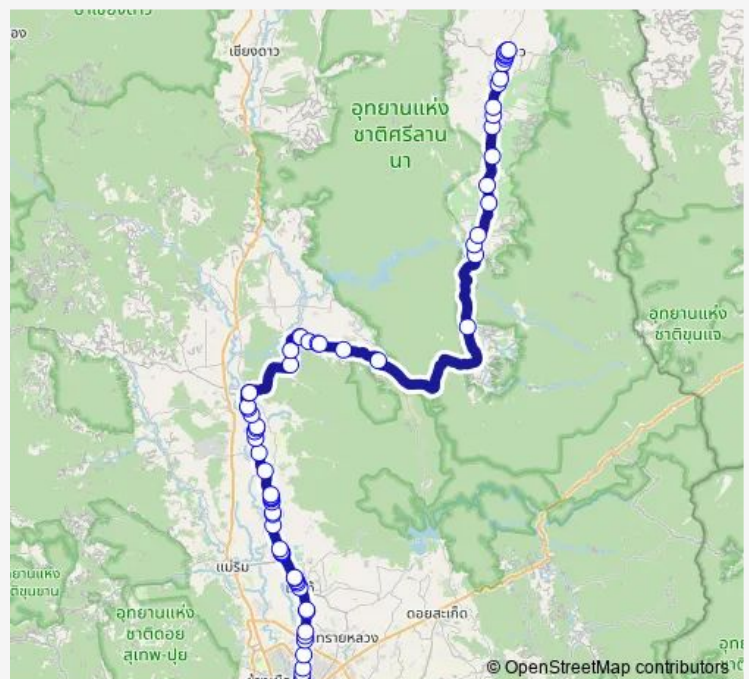 เชียงดาว
อุทยานแห่ง
ชาติศรีลาน
นา
อุทยานแห่ง
ชาติขุนแจ
แม่ริม
ดอยสะเก็ด
ทรายหลวง
อุทยานแห่ง
ชาติดอย
สุเทพ-ปุย
© OpenStreetMap contributors